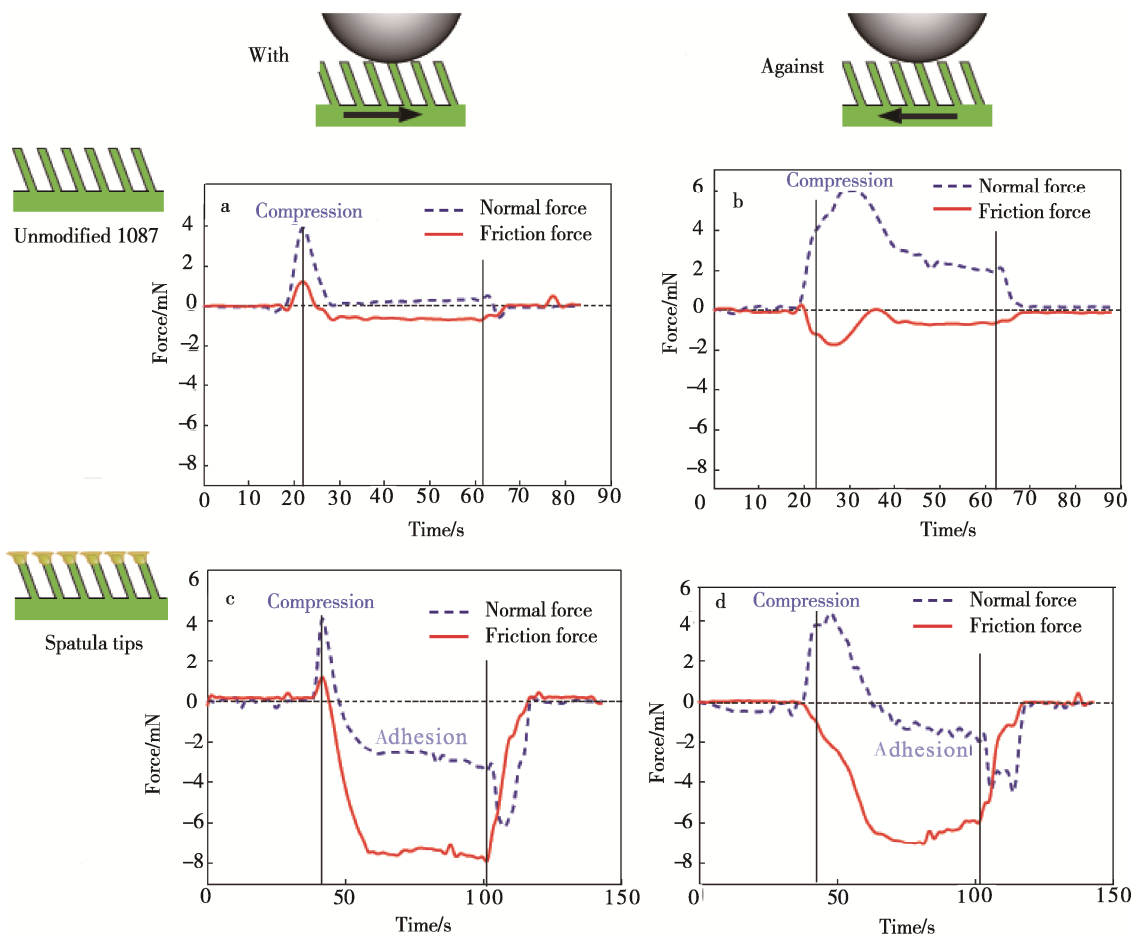 With
Against
Unmodified 1087
a
Compression
Normal force
Friction force
Force/mN
4
2
0
−2
−4
−6
−8
0 10 20 30 40 50 60 70 80 90
Time/s
b
Compression
Normal force
Friction force
Force/mN
6
4
2
0
−2
−4
−6
−8
0 10 20 30 40 50 60 70 80 90
Time/s
Spatula tips
c
Compression
Normal force
Friction force
Adhesion
Force/mN
6
4
2
0
−2
−4
−6
−8
0 50 100 150
Time/s
d
Compression
Normal force
Friction force
Adhesion
Force/mN
6
4
2
0
−2
−4
−6
−8
0 50 100 150
Time/s